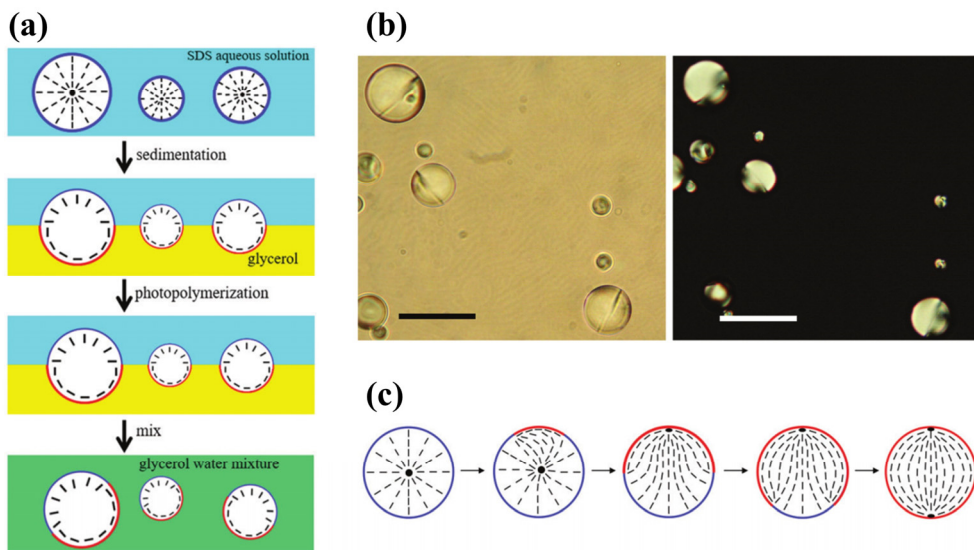 (a)
SDS aqueous solution
sedimentation
glycerol
photopolymerization
mix
glycerol water mixture
(b)
(c)